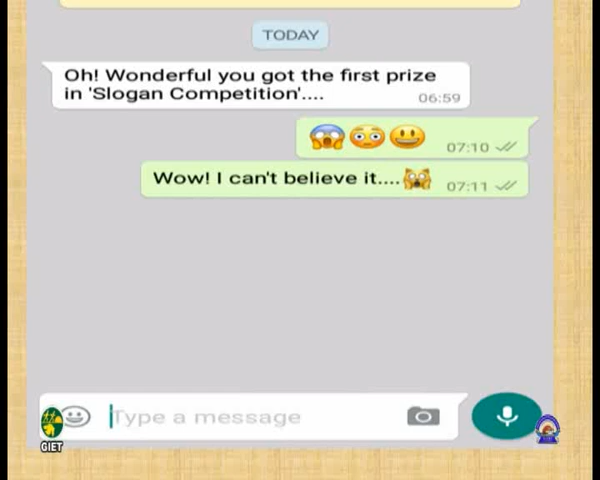 TODAY
Oh! Wonderful you got the first prize
in 'Slogan Competition'....
06:59
😱😳😃 07:10
Wow! I can't believe it....🙀 07:11
Type a message
GIET